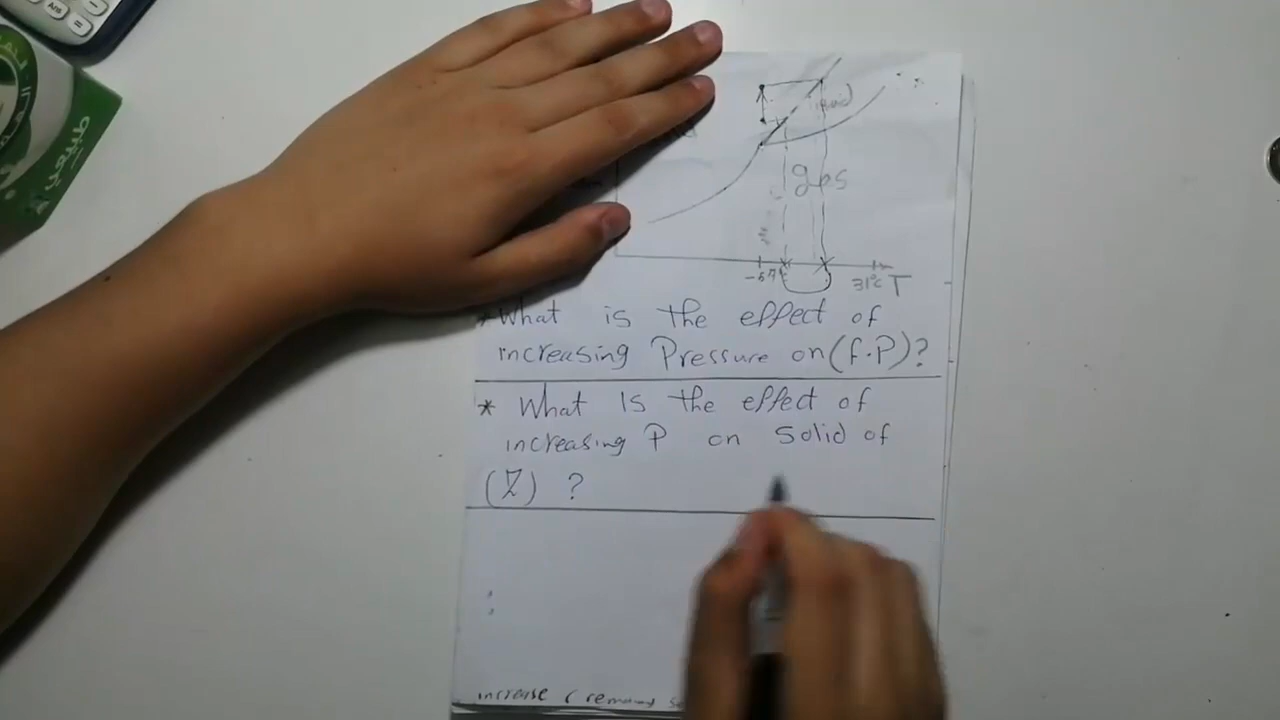 liquid
gas
-57
31°C T
*What is the effect of
increasing Pressure on (f.P)?
* What Is the effect of
increasing P on Solid of
(Z) ?
increase (